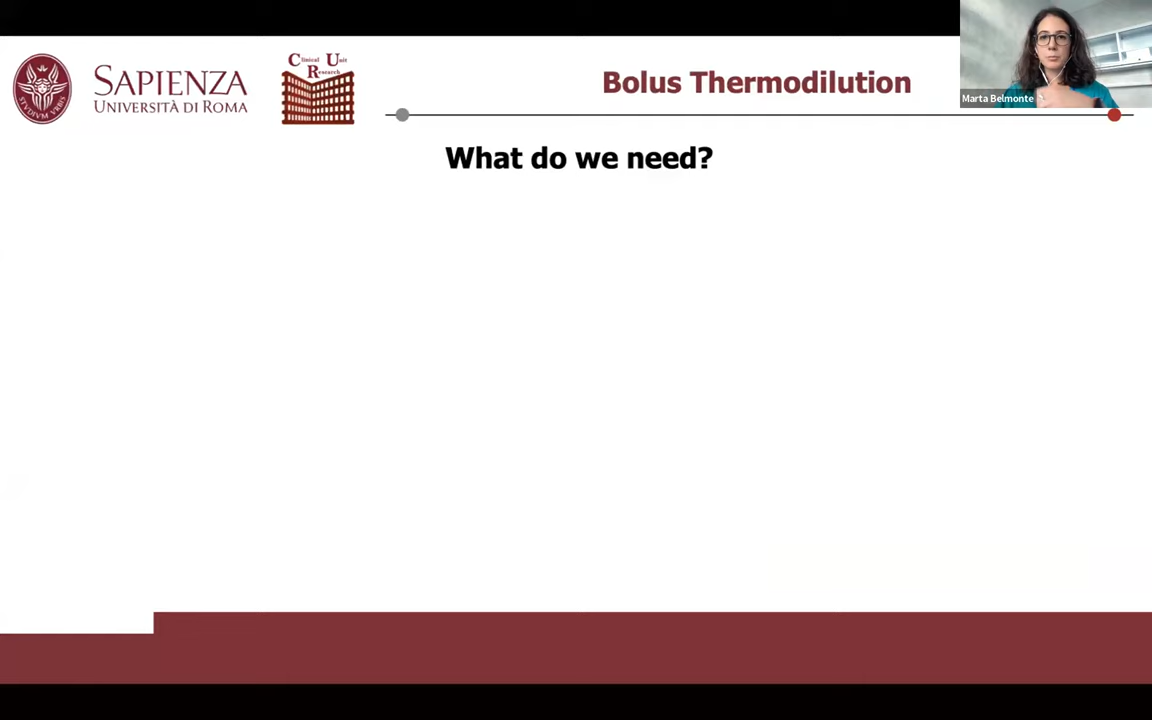 SAPIENZA
UNIVERSITÀ DI ROMA
Clinical Unit
Research
Bolus Thermodilution
Marta Belmonte
What do we need?